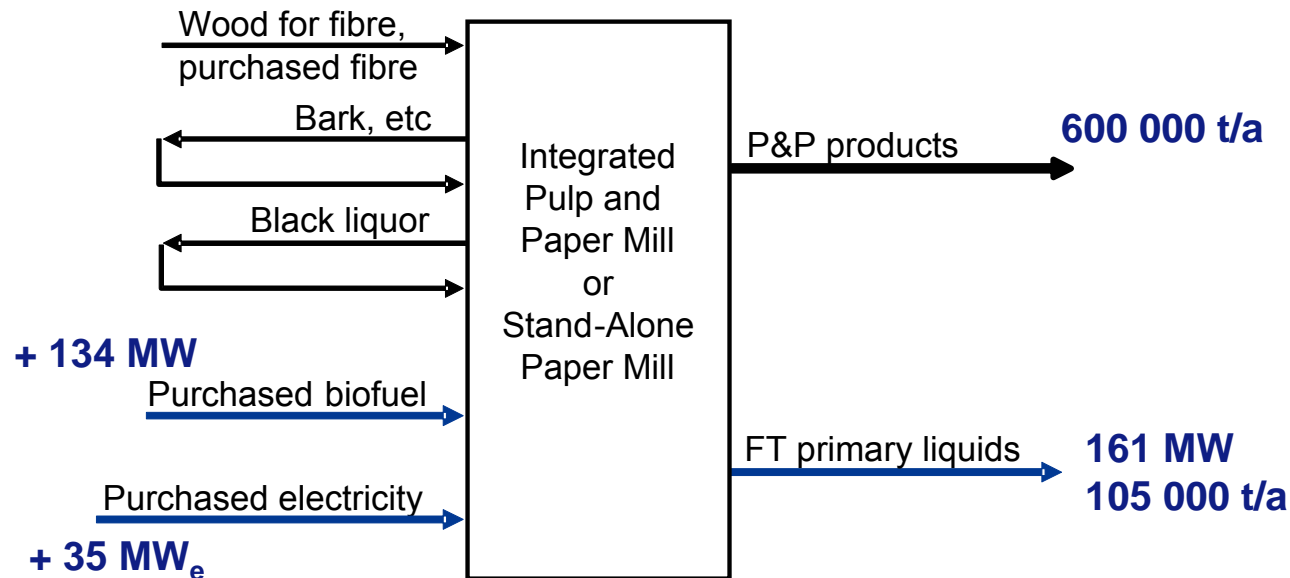 Wood for fibre,
purchased fibre
Bark, etc
Black liquor
+ 134 MW
Purchased biofuel
Purchased electricity
+ 35 MWe
Integrated
Pulp and
Paper Mill
or
Stand-Alone
Paper Mill
P&P products
600 000 t/a
FT primary liquids
161 MW
105 000 t/a